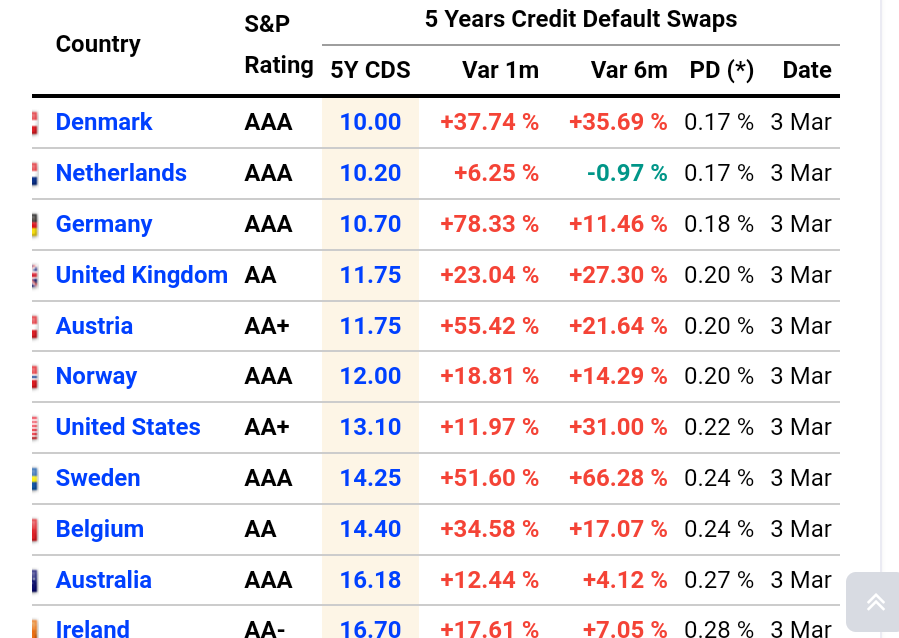 Country S&P Rating 5 Years Credit Default Swaps
5Y CDS Var 1m Var 6m PD (*) Date
Denmark AAA 10.00 +37.74 % +35.69 % 0.17 % 3 Mar
Netherlands AAA 10.20 +6.25 % -0.97 % 0.17 % 3 Mar
Germany AAA 10.70 +78.33 % +11.46 % 0.18 % 3 Mar
United Kingdom AA 11.75 +23.04 % +27.30 % 0.20 % 3 Mar
Austria AA+ 11.75 +55.42 % +21.64 % 0.20 % 3 Mar
Norway AAA 12.00 +18.81 % +14.29 % 0.20 % 3 Mar
United States AA+ 13.10 +11.97 % +31.00 % 0.22 % 3 Mar
Sweden AAA 14.25 +51.60 % +66.28 % 0.24 % 3 Mar
Belgium AA 14.40 +34.58 % +17.07 % 0.24 % 3 Mar
Australia AAA 16.18 +12.44 % +4.12 % 0.27 % 3 Mar
Ireland AA- 16.70 +17.61 % +7.05 % 0.28 % 3 Mar